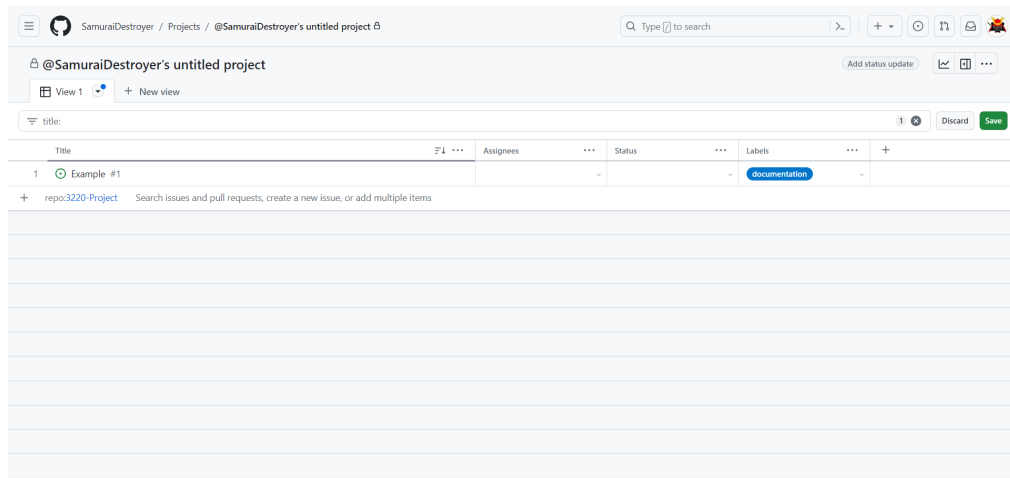 SamuraiDestroyer / Projects / @SamuraiDestroyer's untitled project
Type / to search
@SamuraiDestroyer's untitled project
Add status update
View 1
New view
title:
1
Discard
Save
Title
Assignees
Status
Labels
1
Example #1
documentation
repo:3220-Project
Search issues and pull requests, create a new issue, or add multiple items